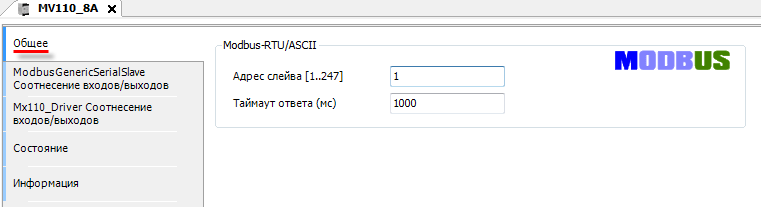 MV110_8A
Общее
ModbusGenericSerialSlave
Соотнесение входов/выходов
Mx110_Driver Соотнесение
входов/выходов
Состояние
Информация
Modbus-RTU/ASCII
MODBUS
Адрес слейва [1..247]
1
Таймаут ответа (мс)
1000